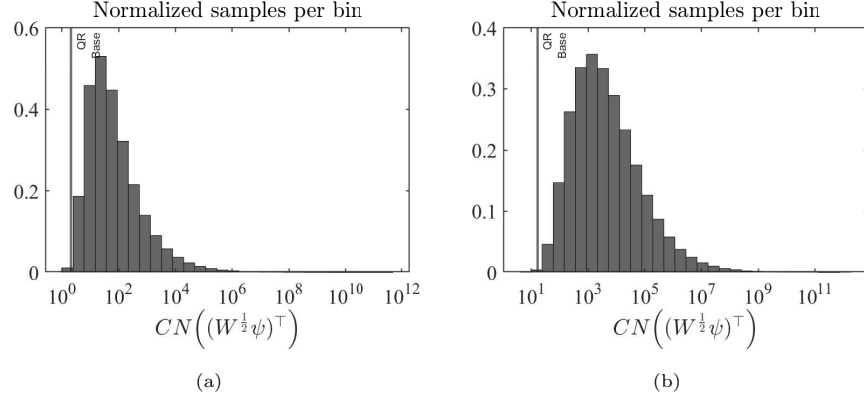 Normalized samples per bin
0.6
0.4
0.2
0
QR
Base
10^0
10^2
10^4
10^6
10^8
10^10
10^12
CN((W^{1/2}ψ)^⊤)
(a)
Normalized samples per bin
0.4
0.3
0.2
0.1
0
QR
Base
10^1
10^3
10^5
10^7
10^9
10^11
CN((W^{1/2}ψ)^⊤)
(b)